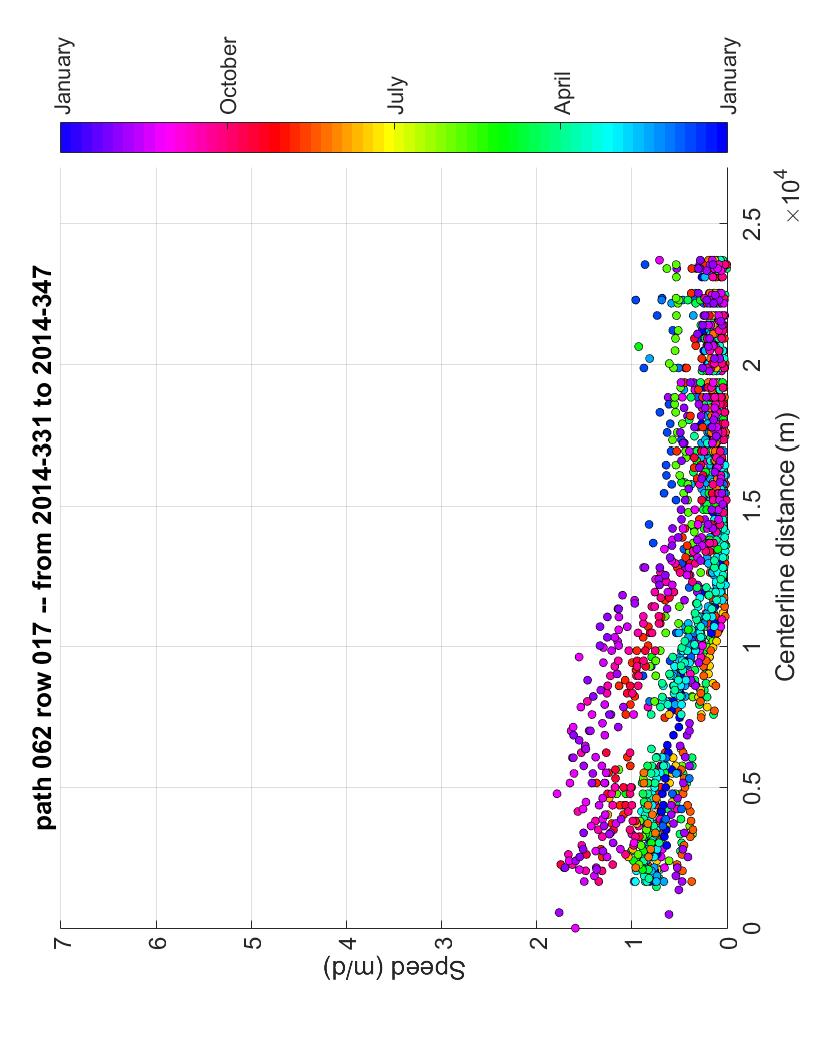 path 062 row 017 -- from 2014-331 to 2014-347
7
6
5
4
3
2
1
0
Speed (m/d)
0
0.5
1
1.5
2
2.5
×10⁴
Centerline distance (m)
January
October
July
April
January